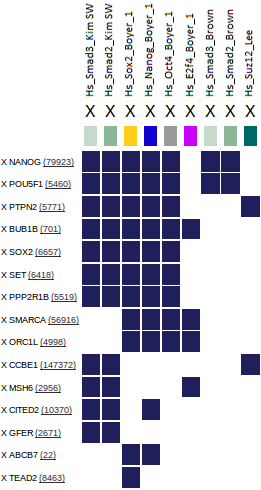 Hs_Smad3_Kim SW
Hs_Smad2_Kim SW
Hs_Sox2_Boyer_1
Hs_Nanog_Boyer_1
Hs_Oct4_Boyer_1
Hs_E2f4_Boyer_1
Hs_Smad3_Brown
Hs_Smad2_Brown
Hs_Suz12_Lee
X X X X X X X X X
X NANOG (79923)
X POU5F1 (5460)
X PTPN2 (5771)
X BUB1B (701)
X SOX2 (6657)
X SET (6418)
X PPP2R1B (5519)
X SMARCA (56916)
X ORC1L (4998)
X CCBE1 (147372)
X MSH6 (2956)
X CITED2 (10370)
X GFER (2671)
X ABCB7 (22)
X TEAD2 (8463)